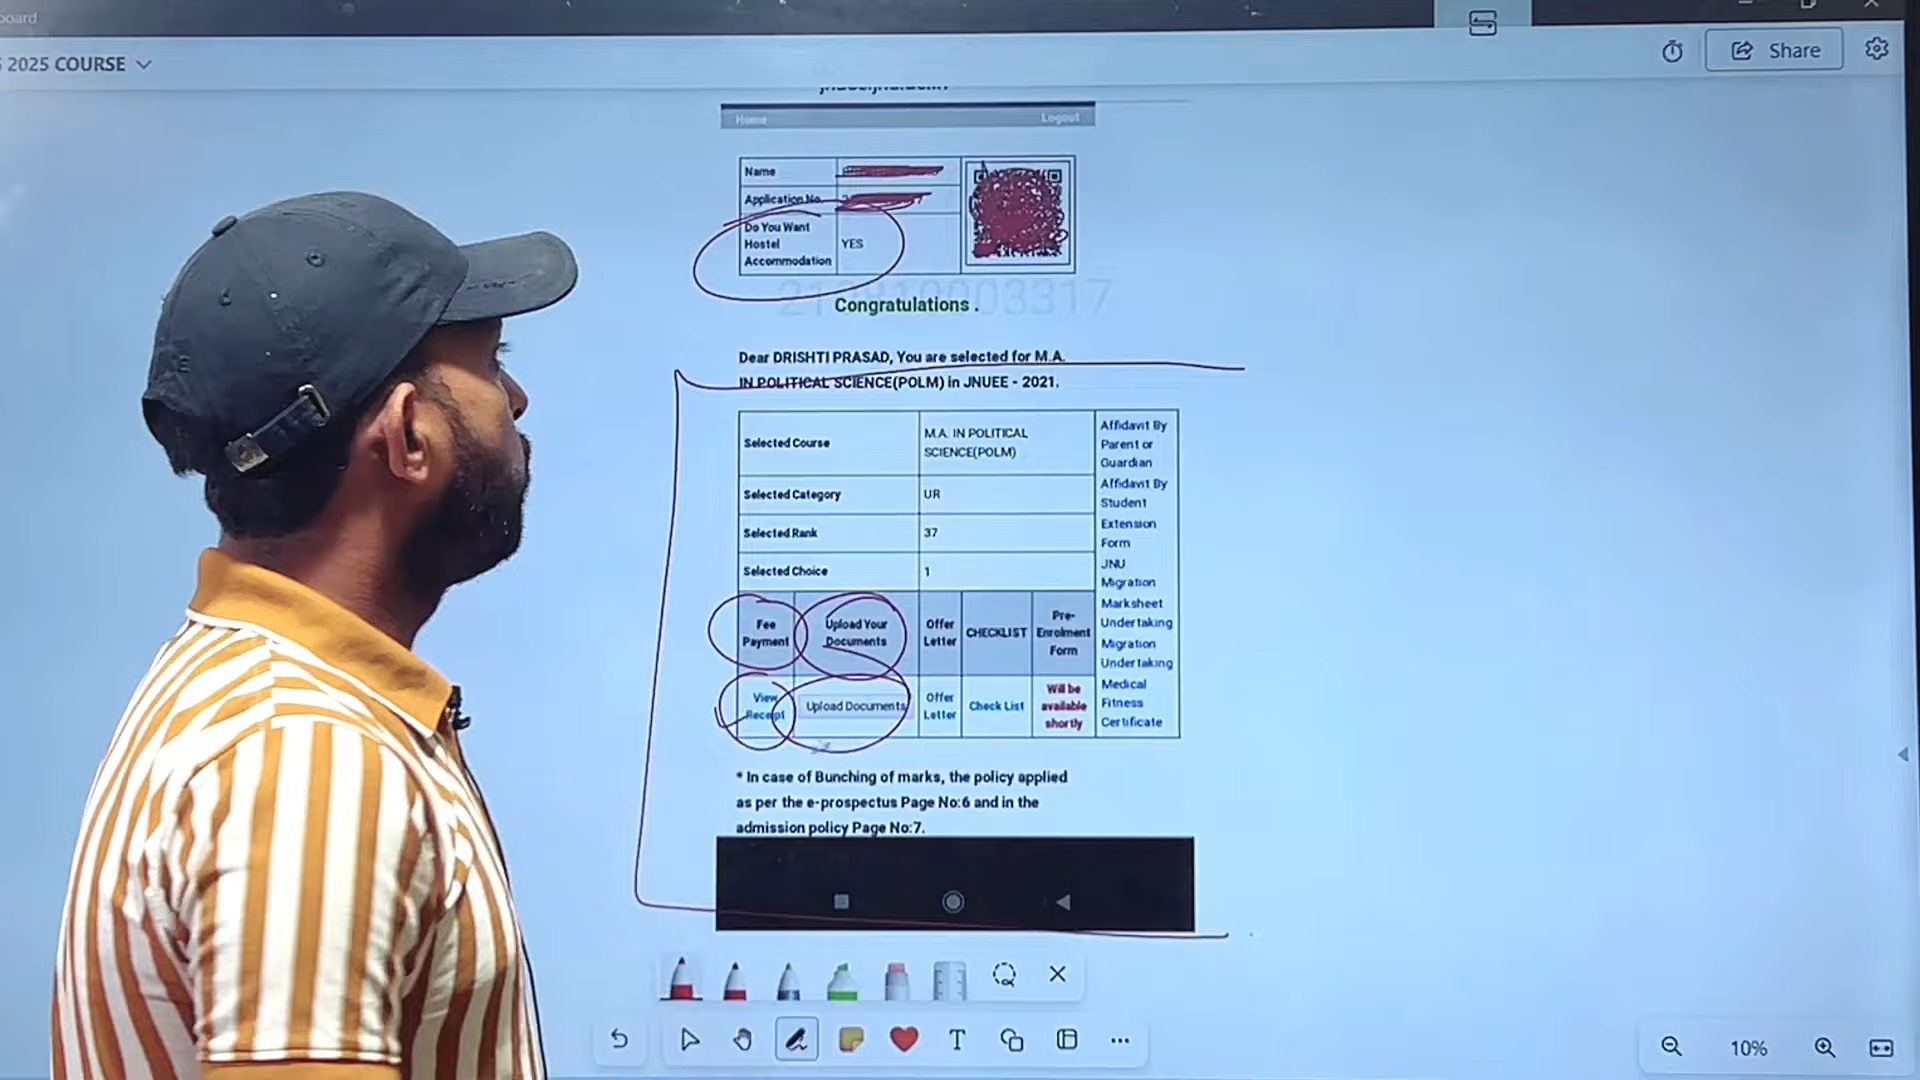 board
2025 COURSE
Share
Home
Logout
Name
Application No.
Do You Want
Hostel
Accommodation
YES
Congratulations .
Dear DRISHTI PRASAD, You are selected for M.A.
IN POLITICAL SCIENCE(POLM) in JNUEE - 2021.
Selected Course
M.A. IN POLITICAL
SCIENCE(POLM)
Selected Category
UR
Selected Rank
37
Selected Choice
1
Fee
Payment
Upload Your
Documents
Offer
Letter
CHECKLIST
Pre-
Enrolment
Form
View
Receipt
Upload Documents
Offer
Letter
Check List
Will be
available
shortly
Affidavit By
Parent or
Guardian
Affidavit By
Student
Extension
Form
JNU
Migration
Marksheet
Undertaking
Migration
Undertaking
Medical
Fitness
Certificate
* In case of Bunching of marks, the policy applied
as per the e-prospectus Page No:6 and in the
admission policy Page No:7.
T
10%